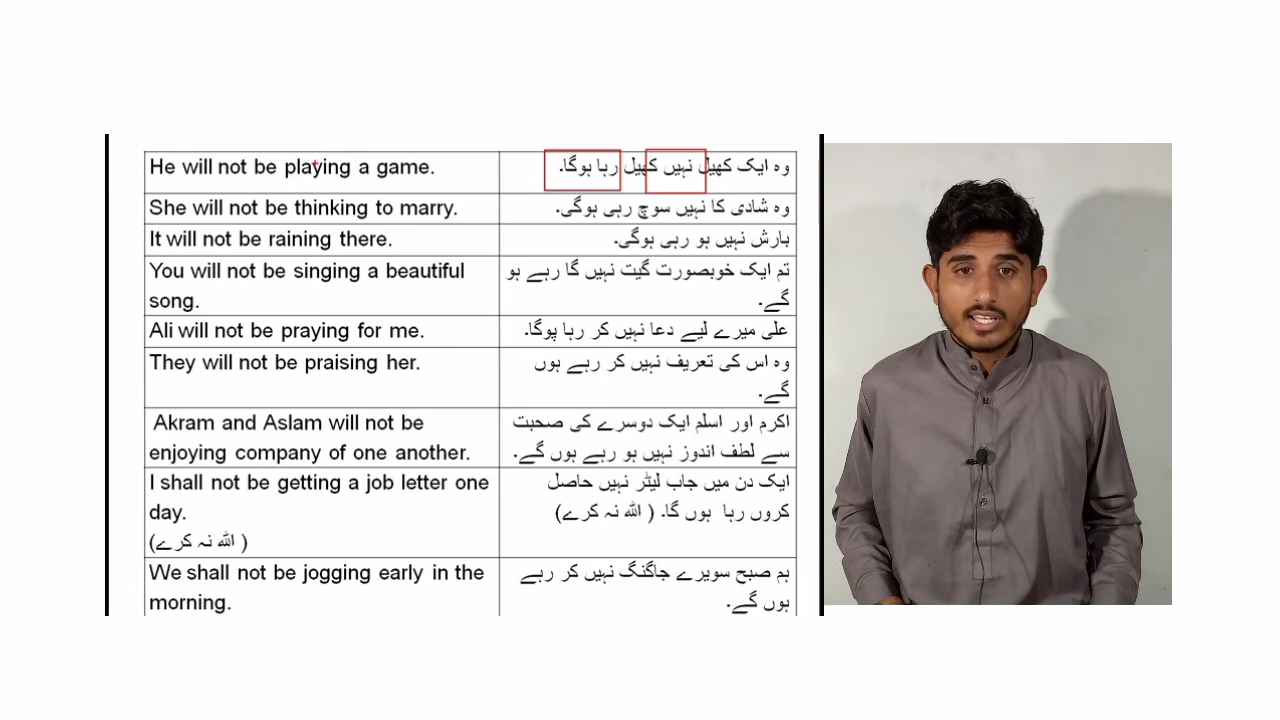 He will not be playing a game.
وہ ایک کھیل نہیں کھیل رہا ہوگا۔
She will not be thinking to marry.
وہ شادی کا نہیں سوچ رہی ہوگی۔
It will not be raining there.
بارش نہیں ہو رہی ہوگی۔
You will not be singing a beautiful
song.
تم ایک خوبصورت گیت نہیں گا رہے ہو
گے۔
Ali will not be praying for me.
علی میرے لیے دعا نہیں کر رہا پوگا۔
They will not be praising her.
وہ اس کی تعریف نہیں کر رہے ہوں
گے۔
Akram and Aslam will not be
enjoying company of one another.
اکرم اور اسلم ایک دوسرے کی صحبت
سے لطف اندوز نہیں ہو رہے ہوں گے۔
I shall not be getting a job letter one
day.
( اللہ نہ کرے)
ایک دن میں جاب لیٹر نہیں حاصل
کروں رہا ہوں گا۔ ( اللہ نہ کرے)
We shall not be jogging early in the
morning.
ہم صبح سویرے جاگنگ نہیں کر رہے
ہوں گے۔